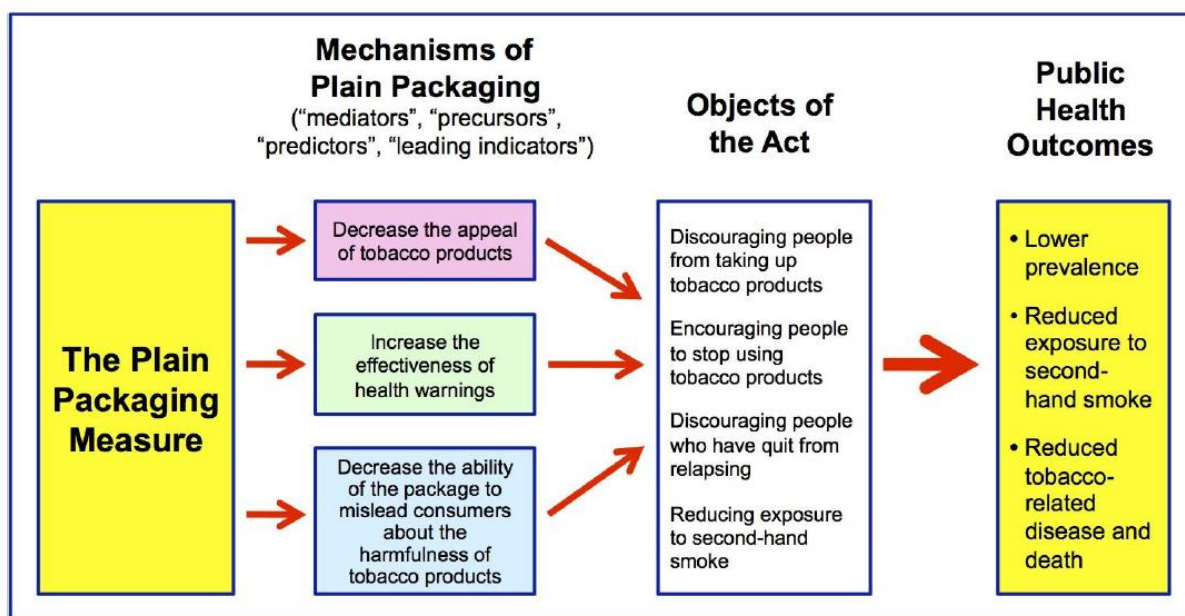 Mechanisms of
Plain Packaging
(“mediators”, “precursors”,
“predictors”, “leading indicators”)
Objects of
the Act
Public
Health
Outcomes
The Plain
Packaging
Measure
Decrease the appeal
of tobacco products
Increase the
effectiveness of
health warnings
Decrease the ability
of the package to
mislead consumers
about the
harmfulness of
tobacco products
Discouraging people
from taking up
tobacco products
Encouraging people
to stop using
tobacco products
Discouraging people
who have quit from
relapsing
Reducing exposure
to second-hand
smoke
• Lower
prevalence
• Reduced
exposure to
second-
hand smoke
• Reduced
tobacco-
related
disease and
death